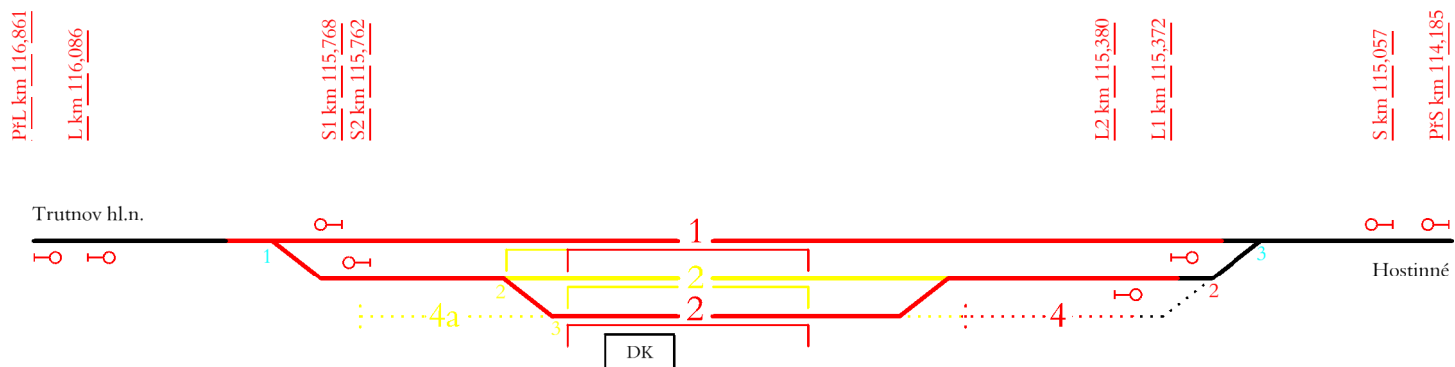 PřL km 116,861
L km 116,086
S1 km 115,768
S2 km 115,762
L2 km 115,380
L1 km 115,372
S km 115,057
PřS km 114,185
Trutnov hl.n.
1
1
3
Hostinné
2
2
2
4a
3
2
4
DK